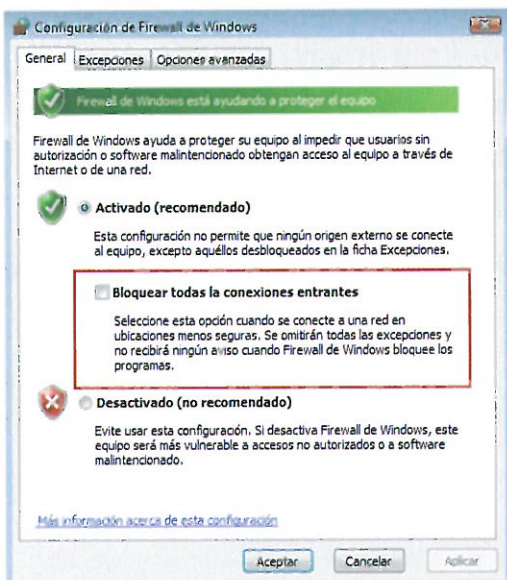 Configuración de Firewall de Windows
General Excepciones Opciones avanzadas
Firewall de Windows está ayudando a proteger el equipo
Firewall de Windows ayuda a proteger su equipo al impedir que usuarios sin
autorización o software malintencionado obtengan acceso al equipo a través de
Internet o de una red.
Activado (recomendado)
Esta configuración no permite que ningún origen externo se conecte
al equipo, excepto aquéllos desbloqueados en la ficha Excepciones.
Bloquear todas la conexiones entrantes
Seleccione esta opción cuando se conecte a una red en
ubicaciones menos seguras. Se omitirán todas las excepciones y
no recibirá ningún aviso cuando Firewall de Windows bloquee los
programas.
Desactivado (no recomendado)
Evite usar esta configuración. Si desactiva Firewall de Windows, este
equipo será más vulnerable a accesos no autorizados o a software
malintencionado.
Más información acerca de esta configuración
Aceptar Cancelar Aplicar